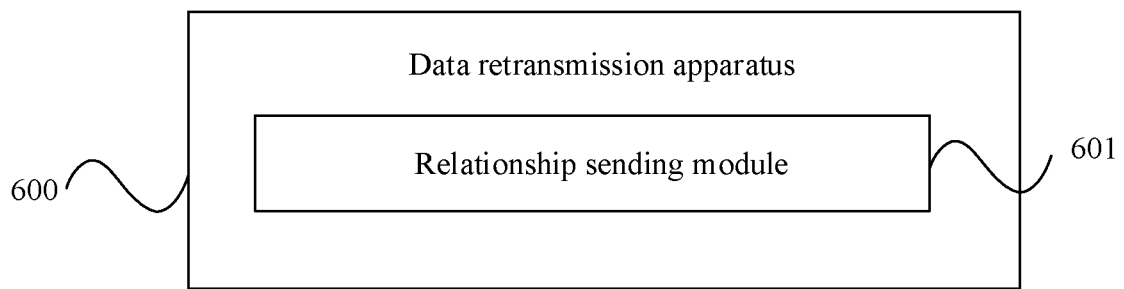 Data retransmission apparatus
Relationship sending module
601
600